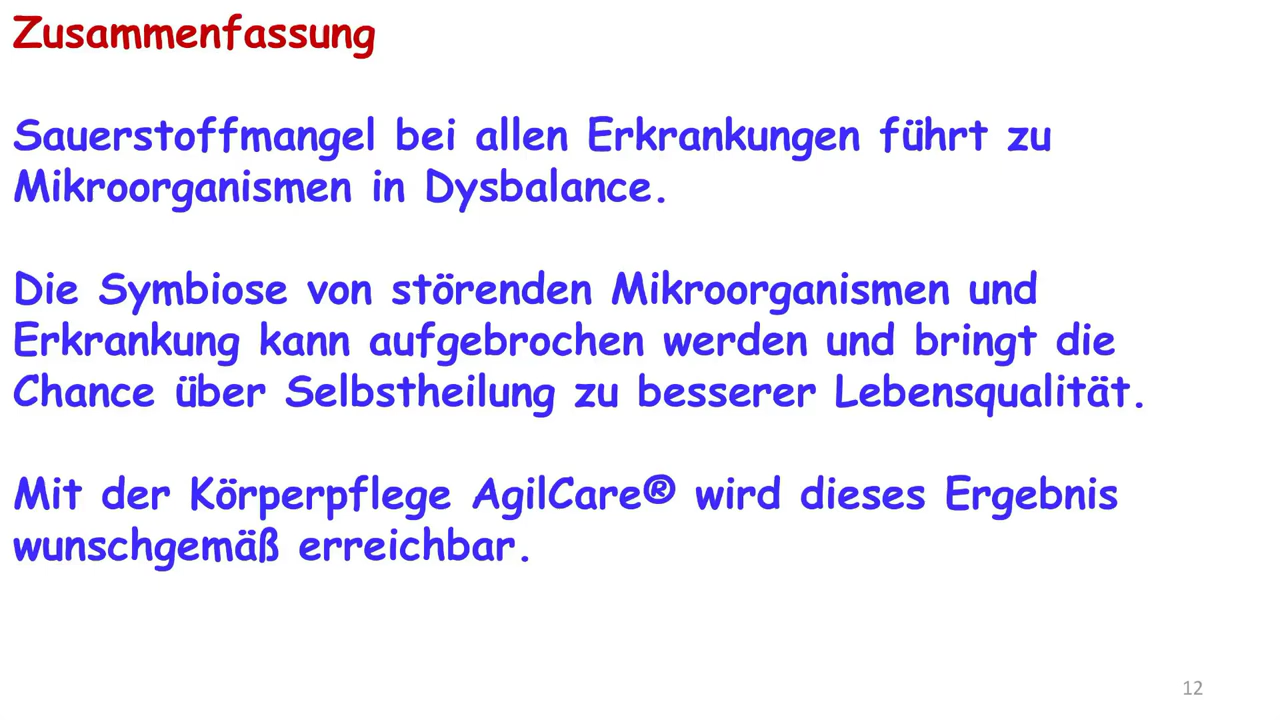 Zusammenfassung
Sauerstoffmangel bei allen Erkrankungen führt zu
Mikroorganismen in Dysbalance.
Die Symbiose von störenden Mikroorganismen und
Erkrankung kann aufgebrochen werden und bringt die
Chance über Selbstheilung zu besserer Lebensqualität.
Mit der Körperpflege AgilCare® wird dieses Ergebnis
wunschgemäß erreichbar.
12